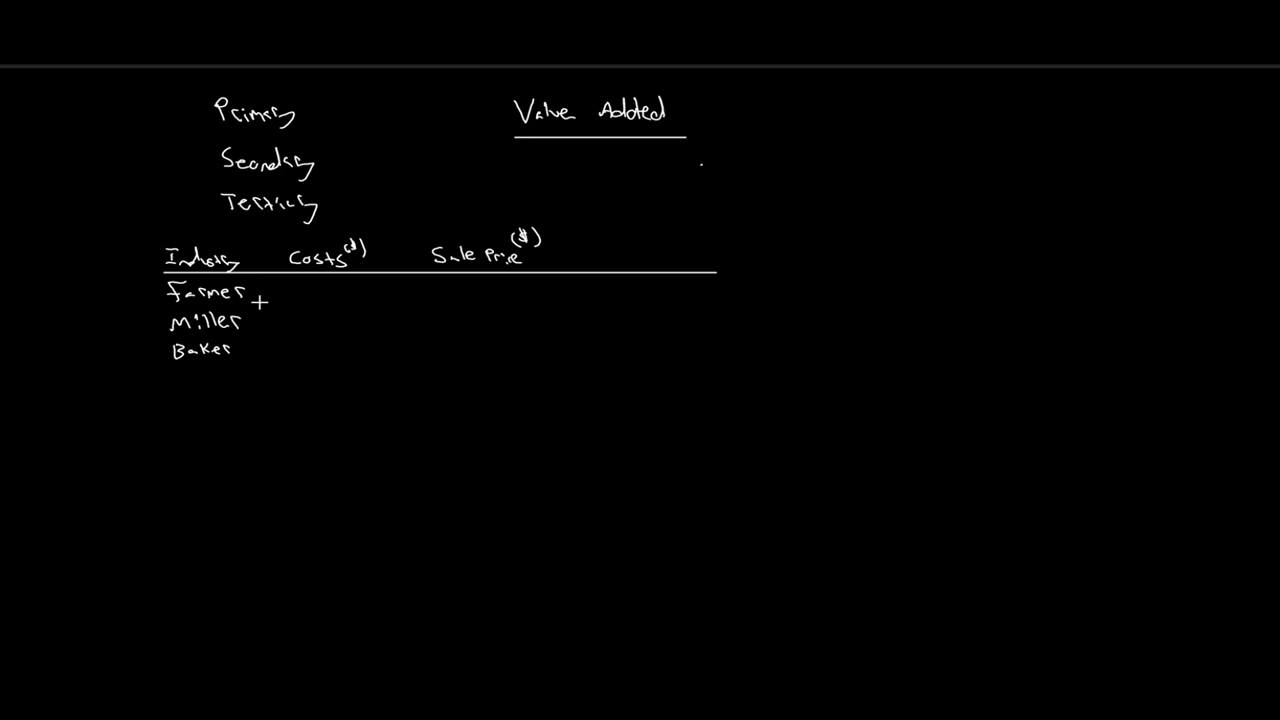 Primary
Value Added
Secondary
Tertiary
Industry Costs($) Sale Price($)
Farmer
Miller
Baker